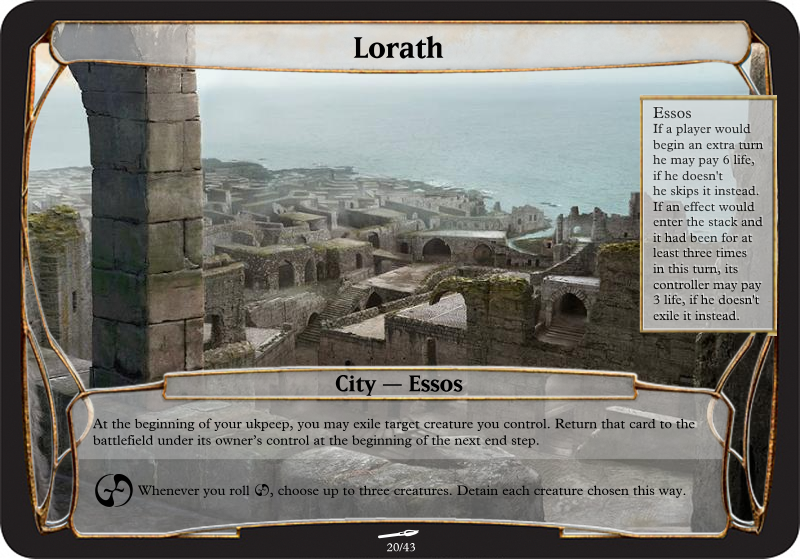 Lorath
Essos
If a player would
begin an extra turn
he may pay 6 life,
if he doesn't
he skips it instead.
If an effect would
enter the stack and
it had been for at
least three times
in this turn, its
controller may pay
3 life, if he doesn't
exile it instead.
City — Essos
At the beginning of your ukpeep, you may exile target creature you control. Return that card to the
battlefield under its owner's control at the beginning of the next end step.
Whenever you roll , choose up to three creatures. Detain each creature chosen this way.
20/43